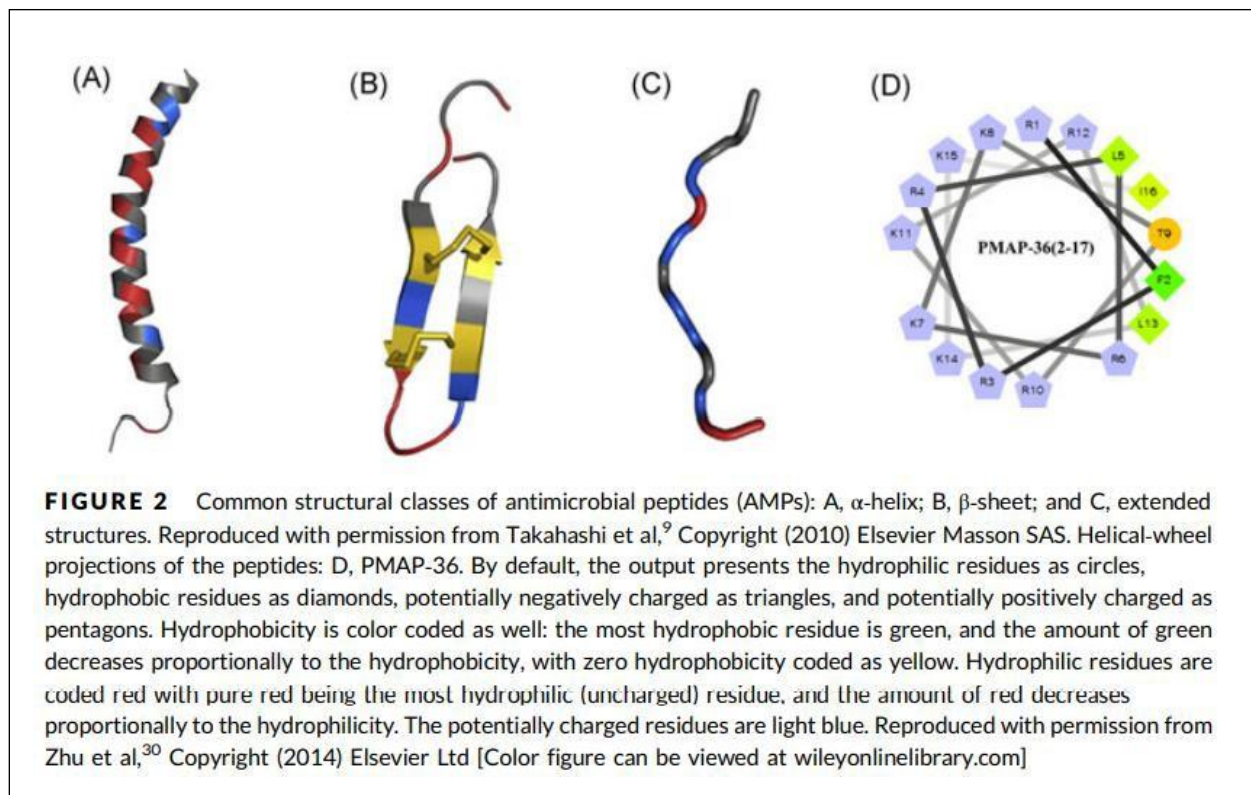 (A) (B) (C) (D)
K8 R1 R12
K15 L5
R4 I16
K11 PMAP-36(2-17) T9
F2
K7 L13
K14 R6
R3 R10
FIGURE 2 Common structural classes of antimicrobial peptides (AMPs): A, α-helix; B, β-sheet; and C, extended
structures. Reproduced with permission from Takahashi et al,9 Copyright (2010) Elsevier Masson SAS. Helical-wheel
projections of the peptides: D, PMAP-36. By default, the output presents the hydrophilic residues as circles,
hydrophobic residues as diamonds, potentially negatively charged as triangles, and potentially positively charged as
pentagons. Hydrophobicity is color coded as well: the most hydrophobic residue is green, and the amount of green
decreases proportionally to the hydrophobicity, with zero hydrophobicity coded as yellow. Hydrophilic residues are
coded red with pure red being the most hydrophilic (uncharged) residue, and the amount of red decreases
proportionally to the hydrophilicity. The potentially charged residues are light blue. Reproduced with permission from
Zhu et al,30 Copyright (2014) Elsevier Ltd [Color figure can be viewed at wileyonlinelibrary.com]